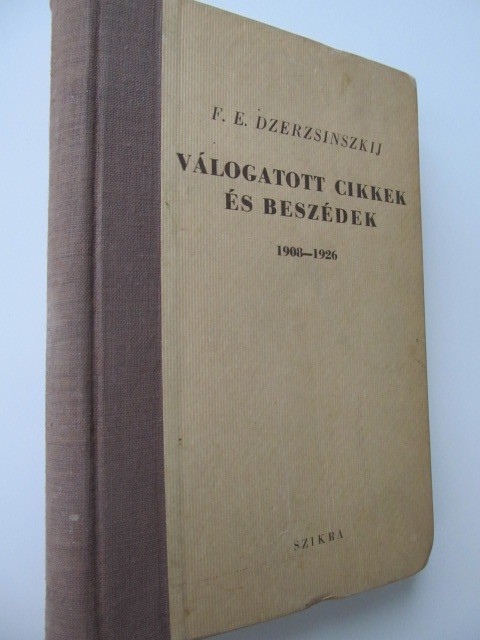 F. E. DZERZSINSZKIJ
VÁLOGATOTT CIKKEK
ÉS BESZÉDEK
1908—1926
SZIKRA